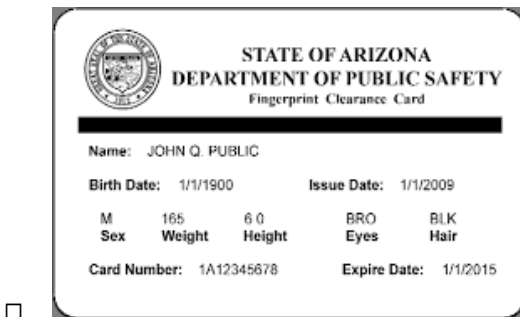 STATE OF ARIZONA
DEPARTMENT OF PUBLIC SAFETY
Fingerprint Clearance Card
Name: JOHN Q. PUBLIC
Birth Date: 1/1/1900 Issue Date: 1/1/2009
M 165 6 0 BRO BLK
Sex Weight Height Eyes Hair
Card Number: 1A12345678 Expire Date: 1/1/2015